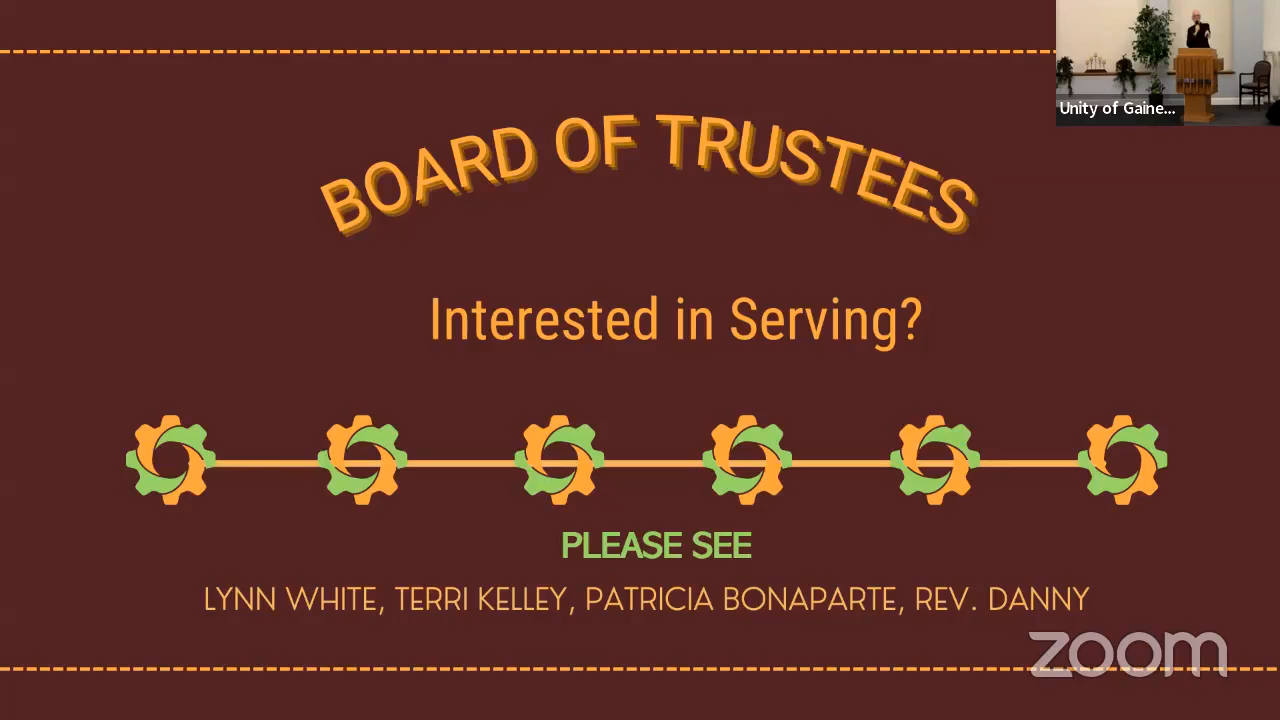 Unity of Gaine...
BOARD OF TRUSTEES
Interested in Serving?
PLEASE SEE
LYNN WHITE, TERRI KELLEY, PATRICIA BONAPARTE, REV. DANNY
zoom